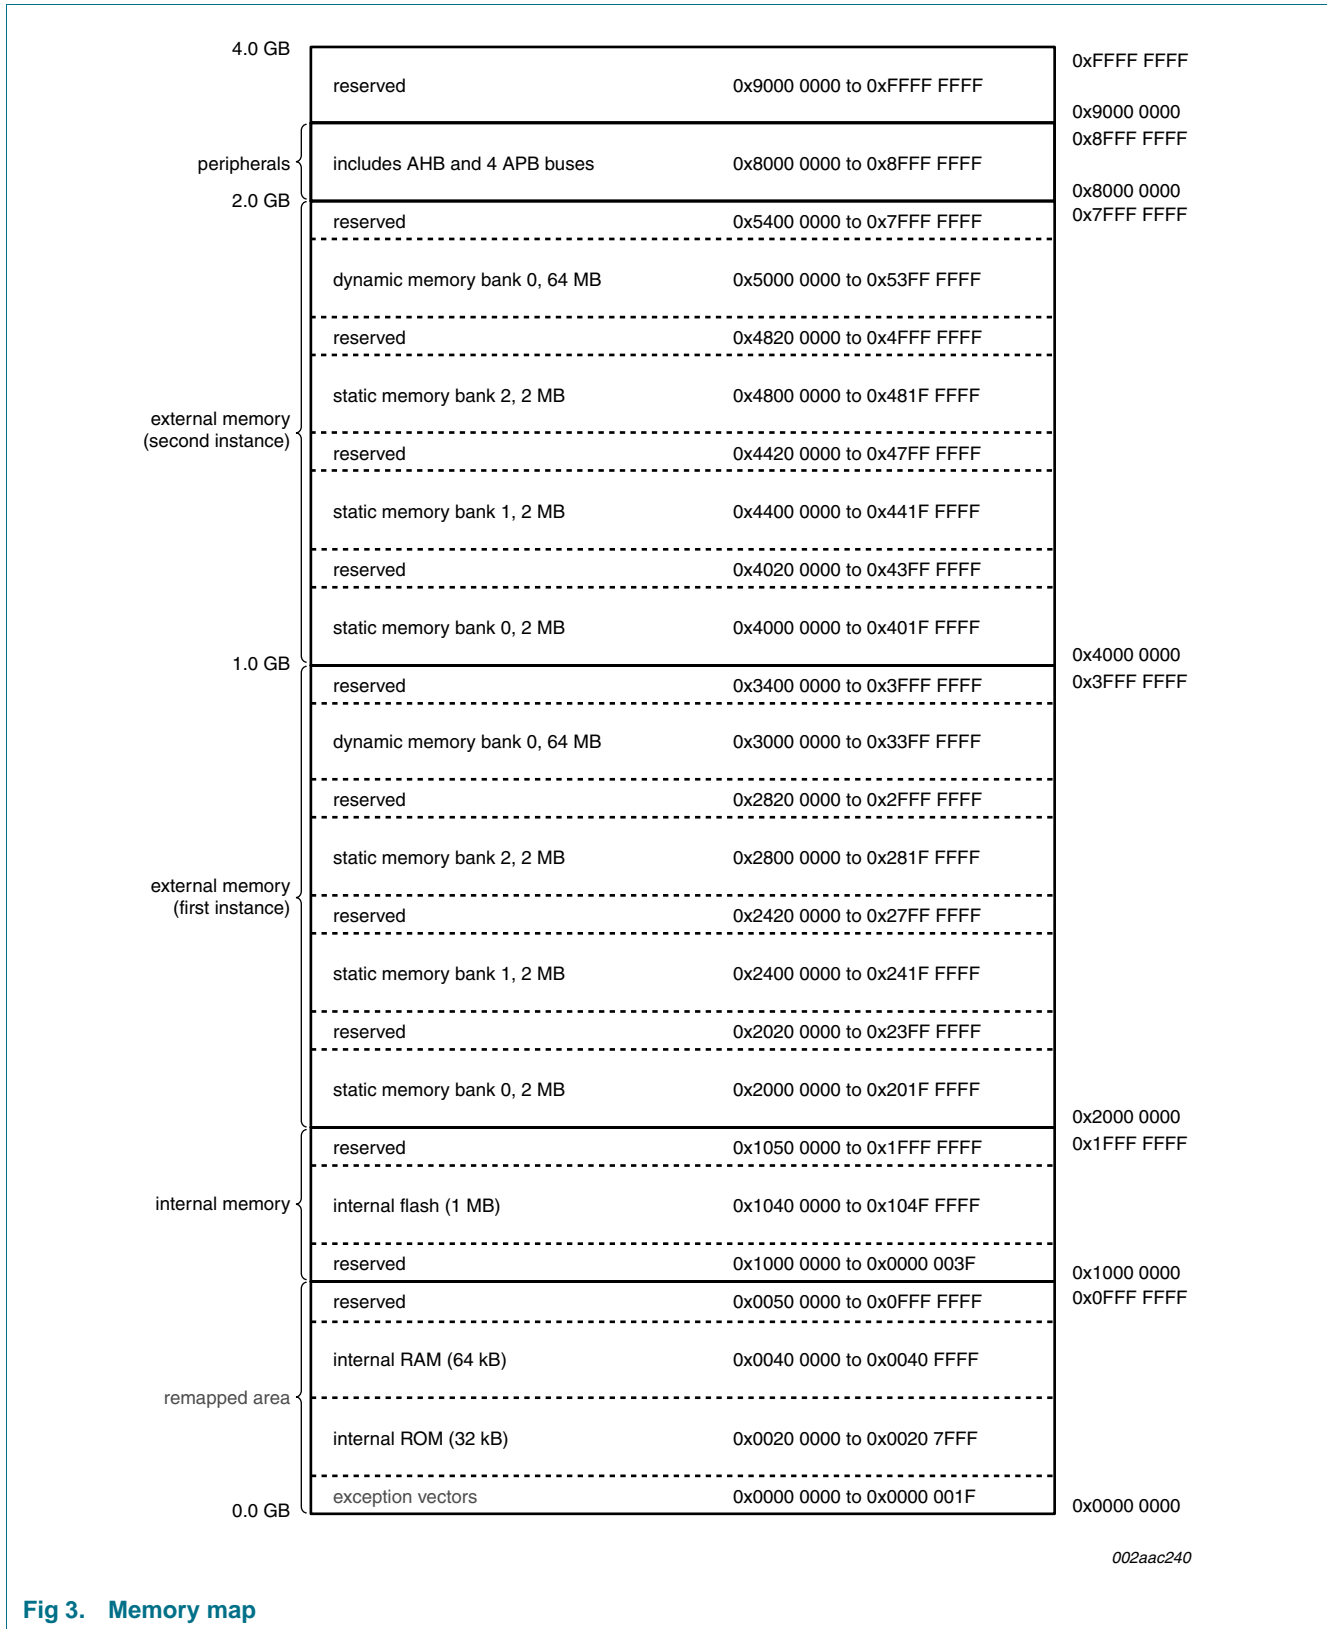 4.0 GB
0xFFFF FFFF
reserved 0x9000 0000 to 0xFFFF FFFF
0x9000 0000
0x8FFF FFFF
peripherals
includes AHB and 4 APB buses 0x8000 0000 to 0x8FFF FFFF
0x8000 0000
2.0 GB
0x7FFF FFFF
reserved 0x5400 0000 to 0x7FFF FFFF
dynamic memory bank 0, 64 MB 0x5000 0000 to 0x53FF FFFF
reserved 0x4820 0000 to 0x4FFF FFFF
static memory bank 2, 2 MB 0x4800 0000 to 0x481F FFFF
external memory
(second instance)
reserved 0x4420 0000 to 0x47FF FFFF
static memory bank 1, 2 MB 0x4400 0000 to 0x441F FFFF
reserved 0x4020 0000 to 0x43FF FFFF
static memory bank 0, 2 MB 0x4000 0000 to 0x401F FFFF
0x4000 0000
1.0 GB
0x3FFF FFFF
reserved 0x3400 0000 to 0x3FFF FFFF
dynamic memory bank 0, 64 MB 0x3000 0000 to 0x33FF FFFF
reserved 0x2820 0000 to 0x2FFF FFFF
static memory bank 2, 2 MB 0x2800 0000 to 0x281F FFFF
external memory
(first instance)
reserved 0x2420 0000 to 0x27FF FFFF
static memory bank 1, 2 MB 0x2400 0000 to 0x241F FFFF
reserved 0x2020 0000 to 0x23FF FFFF
static memory bank 0, 2 MB 0x2000 0000 to 0x201F FFFF
0x2000 0000
0x1FFF FFFF
reserved 0x1050 0000 to 0x1FFF FFFF
internal memory
internal flash (1 MB) 0x1040 0000 to 0x104F FFFF
reserved 0x1000 0000 to 0x0000 003F
0x1000 0000
0x0FFF FFFF
reserved 0x0050 0000 to 0x0FFF FFFF
internal RAM (64 kB) 0x0040 0000 to 0x0040 FFFF
remapped area
internal ROM (32 kB) 0x0020 0000 to 0x0020 7FFF
exception vectors 0x0000 0000 to 0x0000 001F
0.0 GB
0x0000 0000
002aac240
Fig 3. Memory map